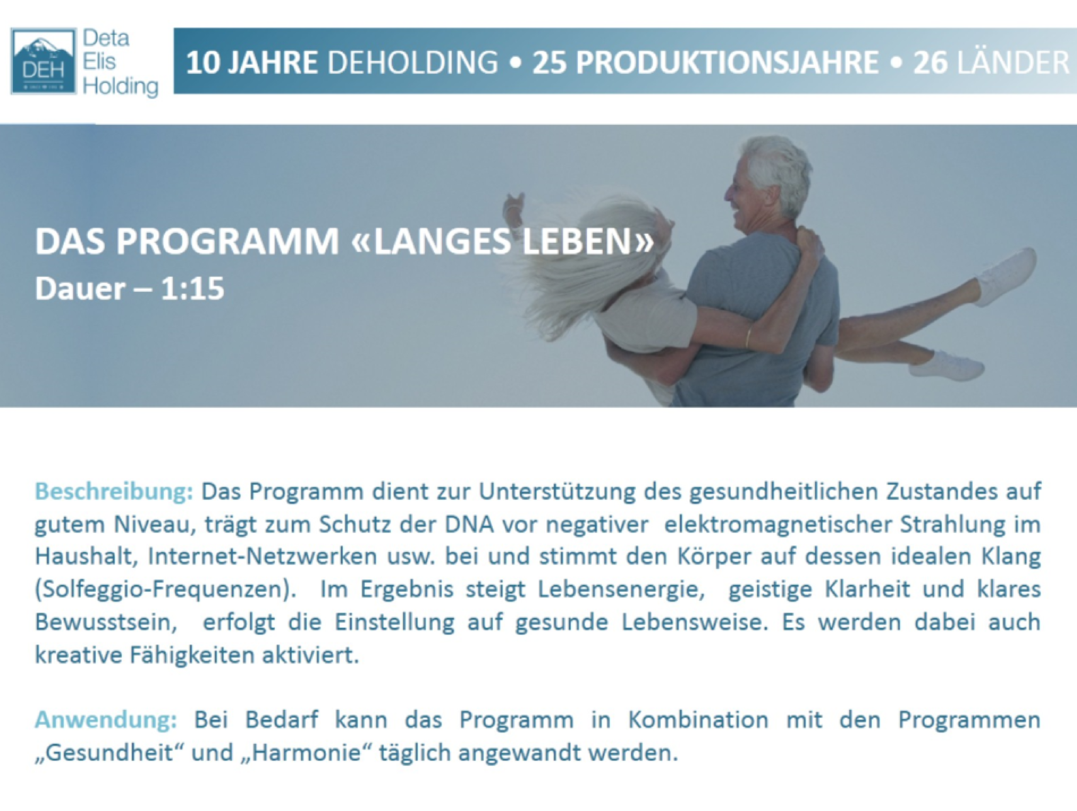 DEH
Deta
Elis
Holding
10 JAHRE DEHOLDING • 25 PRODUKTIONSJAHRE • 26 LÄNDER
DAS PROGRAMM «LANGES LEBEN»
Dauer – 1:15
Beschreibung: Das Programm dient zur Unterstützung des gesundheitlichen Zustandes auf
gutem Niveau, trägt zum Schutz der DNA vor negativer elektromagnetischer Strahlung im
Haushalt, Internet-Netzwerken usw. bei und stimmt den Körper auf dessen idealen Klang
(Solfeggio-Frequenzen). Im Ergebnis steigt Lebensenergie, geistige Klarheit und klares
Bewusstsein, erfolgt die Einstellung auf gesunde Lebensweise. Es werden dabei auch
kreative Fähigkeiten aktiviert.
Anwendung: Bei Bedarf kann das Programm in Kombination mit den Programmen
„Gesundheit“ und „Harmonie“ täglich angewandt werden.